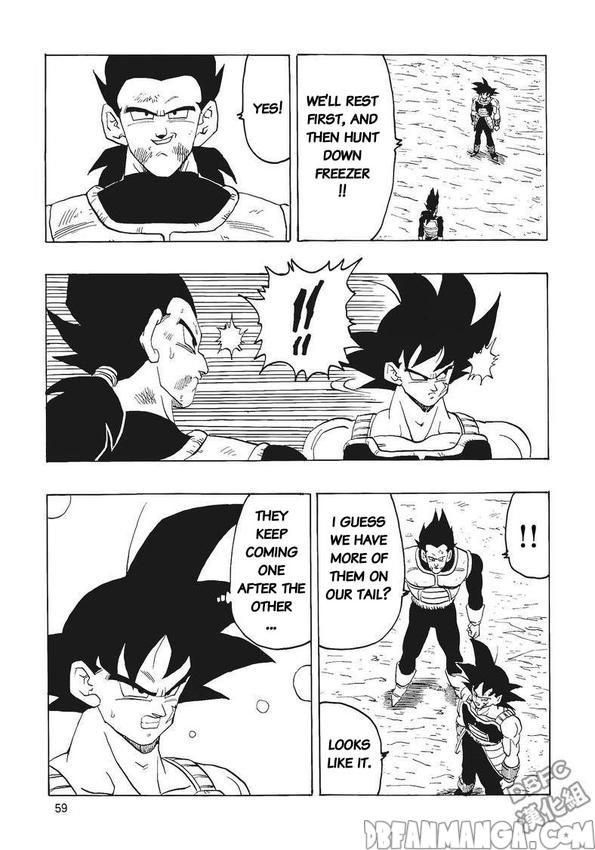 WE'LL REST
FIRST, AND
THEN HUNT
DOWN
FREEZER
!!
YES!
!!
!!
I GUESS
WE HAVE
MORE OF
THEM ON
OUR TAIL?
LOOKS
LIKE IT.
THEY
KEEP
COMING
ONE
AFTER THE
OTHER
...
59
DBFC
漢化組
DBFANMANGA.COM